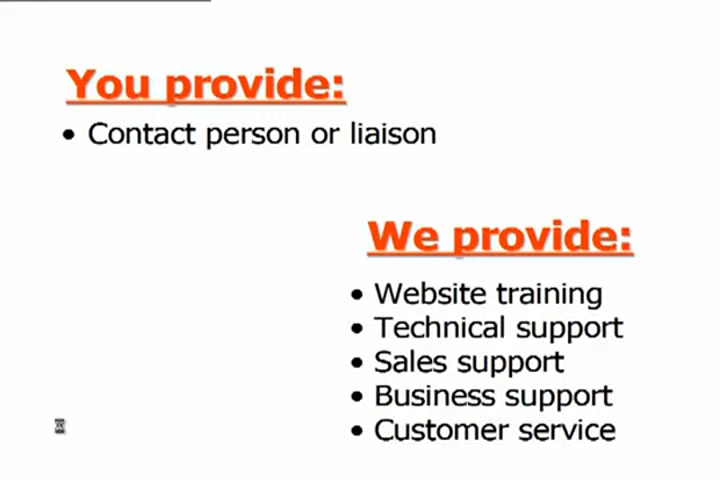 You provide:
• Contact person or liaison
We provide:
• Website training
• Technical support
• Sales support
• Business support
• Customer service